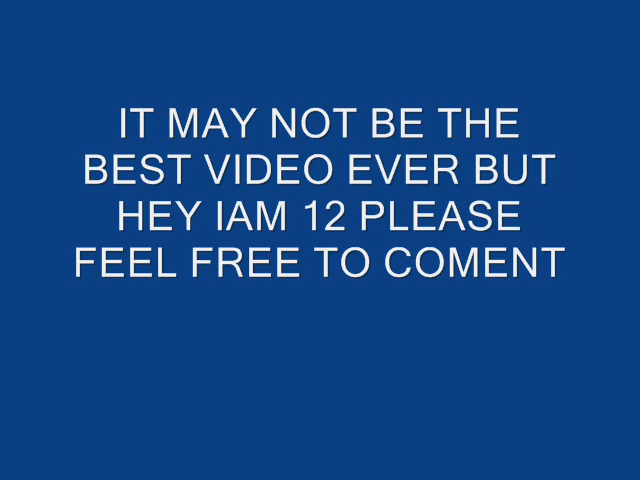 IT MAY NOT BE THE
BEST VIDEO EVER BUT
HEY IAM 12 PLEASE
FEEL FREE TO COMENT